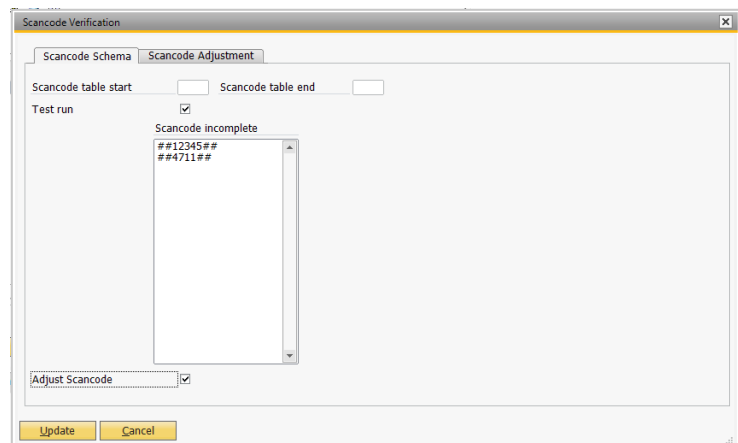 Scancode Verification
Scancode Schema Scancode Adjustment
Scancode table start Scancode table end
Test run
Scancode incomplete
##12345##
##4711##
Adjust Scancode
Update Cancel